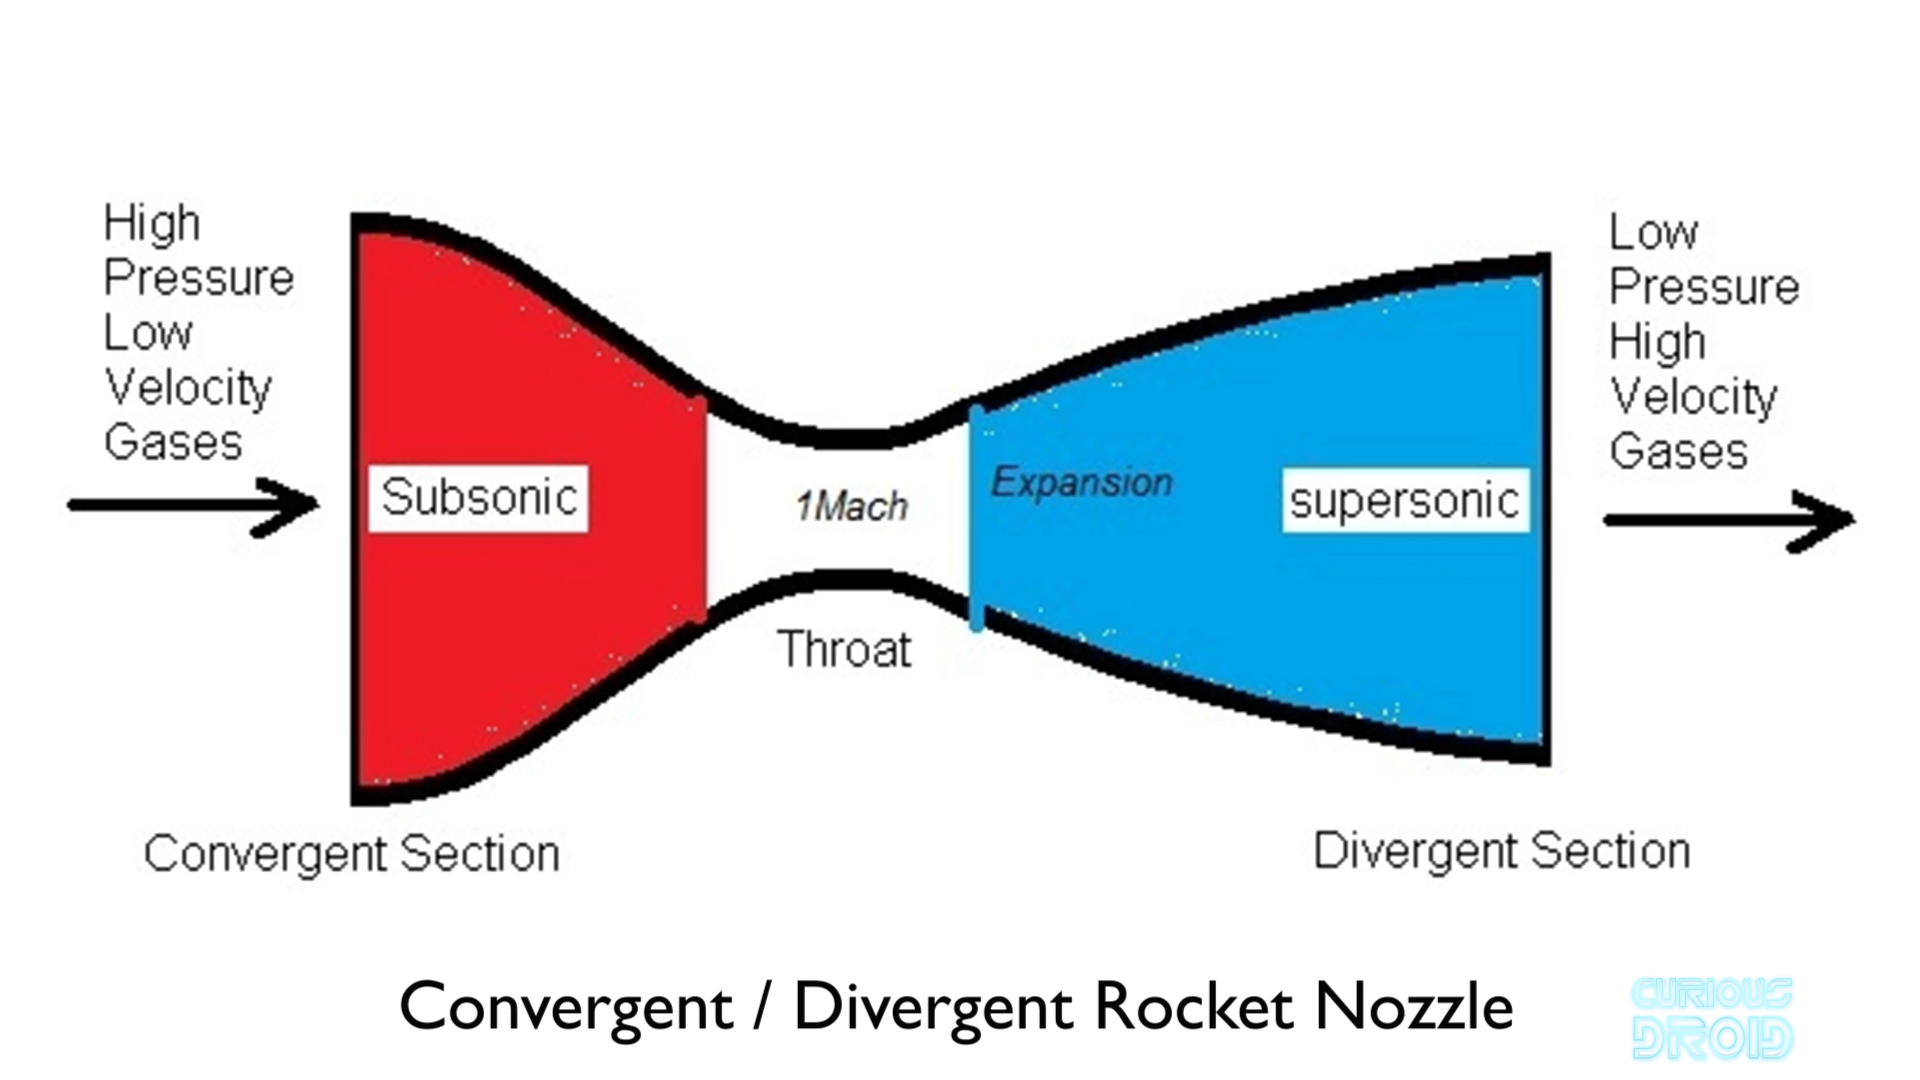 High
Pressure
Low
Velocity
Gases
Subsonic
1Mach
Throat
Expansion
supersonic
Low
Pressure
High
Velocity
Gases
Convergent Section
Divergent Section
Convergent / Divergent Rocket Nozzle
CURIOUS
DROID